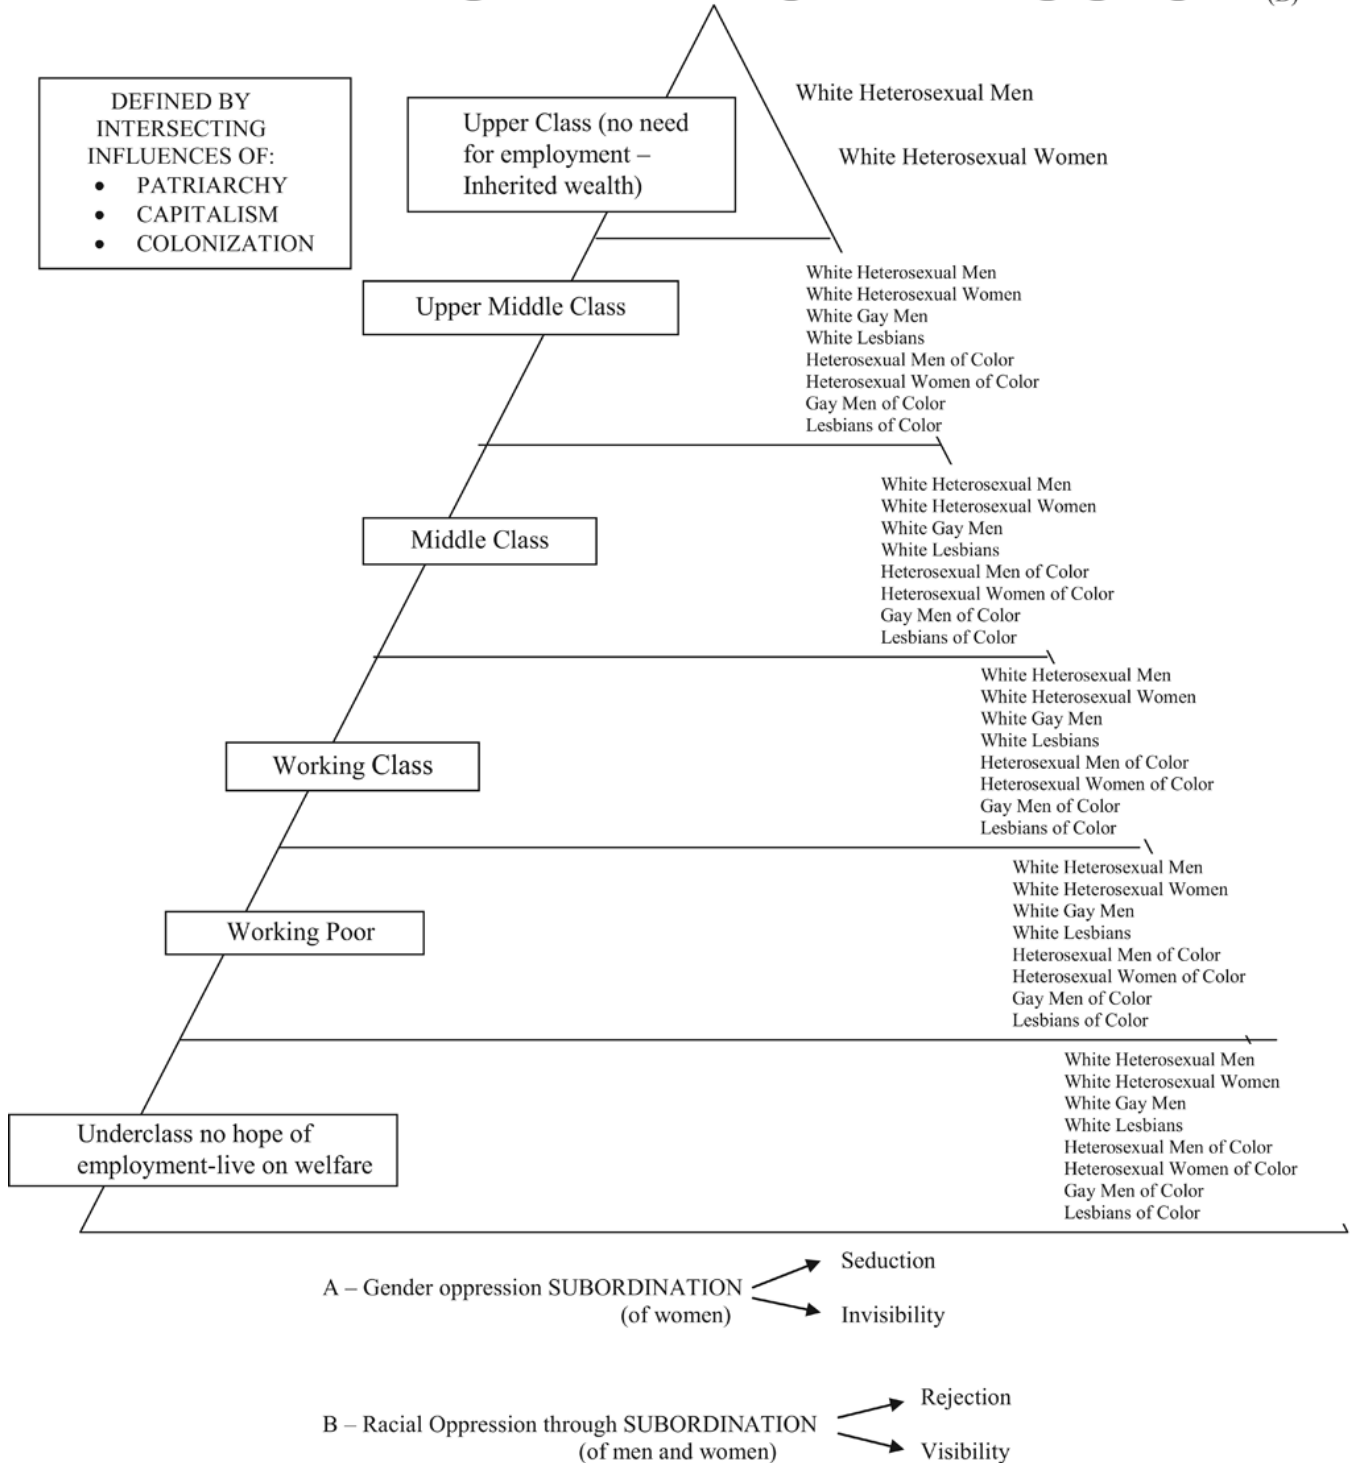 DEFINED BY
INTERSECTING
INFLUENCES OF:
• PATRIARCHY
• CAPITALISM
• COLONIZATION
Upper Class (no need
for employment –
Inherited wealth)
White Heterosexual Men
White Heterosexual Women
Upper Middle Class
White Heterosexual Men
White Heterosexual Women
White Gay Men
White Lesbians
Heterosexual Men of Color
Heterosexual Women of Color
Gay Men of Color
Lesbians of Color
Middle Class
White Heterosexual Men
White Heterosexual Women
White Gay Men
White Lesbians
Heterosexual Men of Color
Heterosexual Women of Color
Gay Men of Color
Lesbians of Color
Working Class
White Heterosexual Men
White Heterosexual Women
White Gay Men
White Lesbians
Heterosexual Men of Color
Heterosexual Women of Color
Gay Men of Color
Lesbians of Color
Working Poor
White Heterosexual Men
White Heterosexual Women
White Gay Men
White Lesbians
Heterosexual Men of Color
Heterosexual Women of Color
Gay Men of Color
Lesbians of Color
Underclass no hope of
employment-live on welfare
White Heterosexual Men
White Heterosexual Women
White Gay Men
White Lesbians
Heterosexual Men of Color
Heterosexual Women of Color
Gay Men of Color
Lesbians of Color
A – Gender oppression SUBORDINATION
(of women)
Seduction
Invisibility
B – Racial Oppression through SUBORDINATION
(of men and women)
Rejection
Visibility